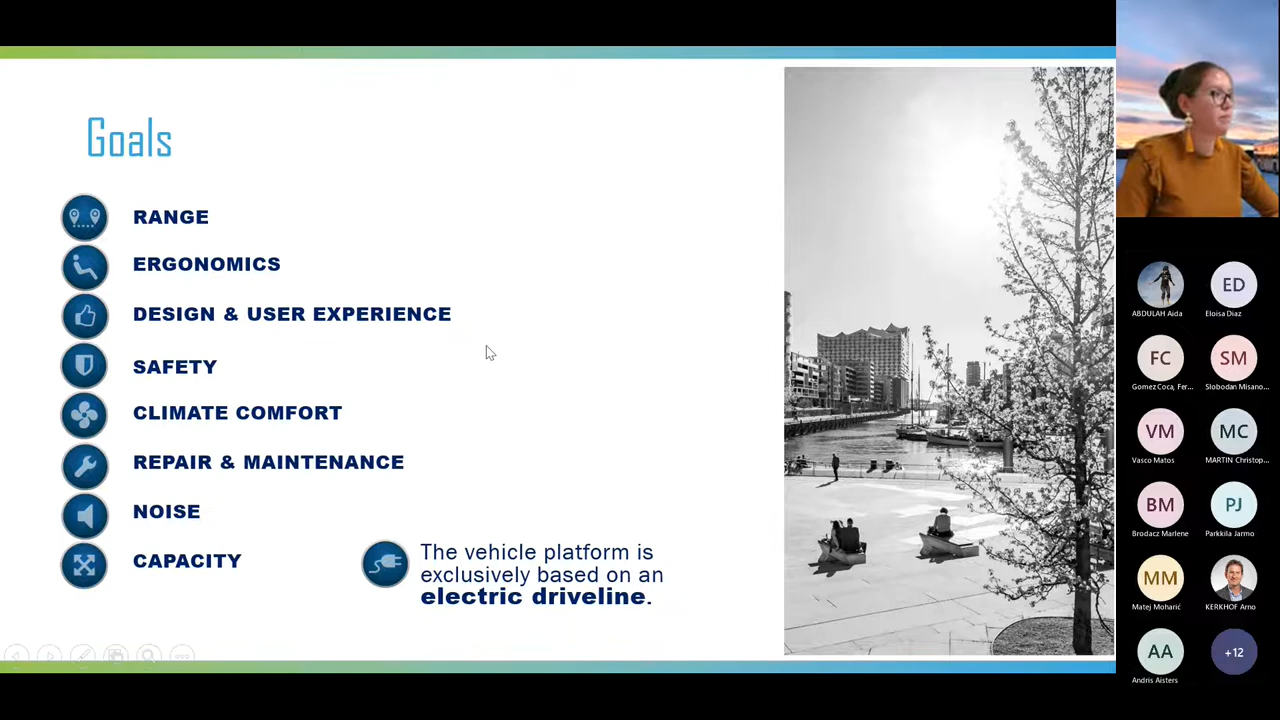 Goals
RANGE
ERGONOMICS
DESIGN & USER EXPERIENCE
SAFETY
CLIMATE COMFORT
REPAIR & MAINTENANCE
NOISE
CAPACITY
The vehicle platform is
exclusively based on an
electric driveline.
ABDULAH Aida
ED
Eloisa Diaz
FC
Gomez Coca, Fer...
SM
Slobodan Misano...
VM
Vasco Matos
MC
MARTIN Christop...
BM
Brodacz Marlene
PJ
Parkkila Jarmo
MM
Matej Moharić
KERKHOF Arno
AA
Andris Aisters
+12